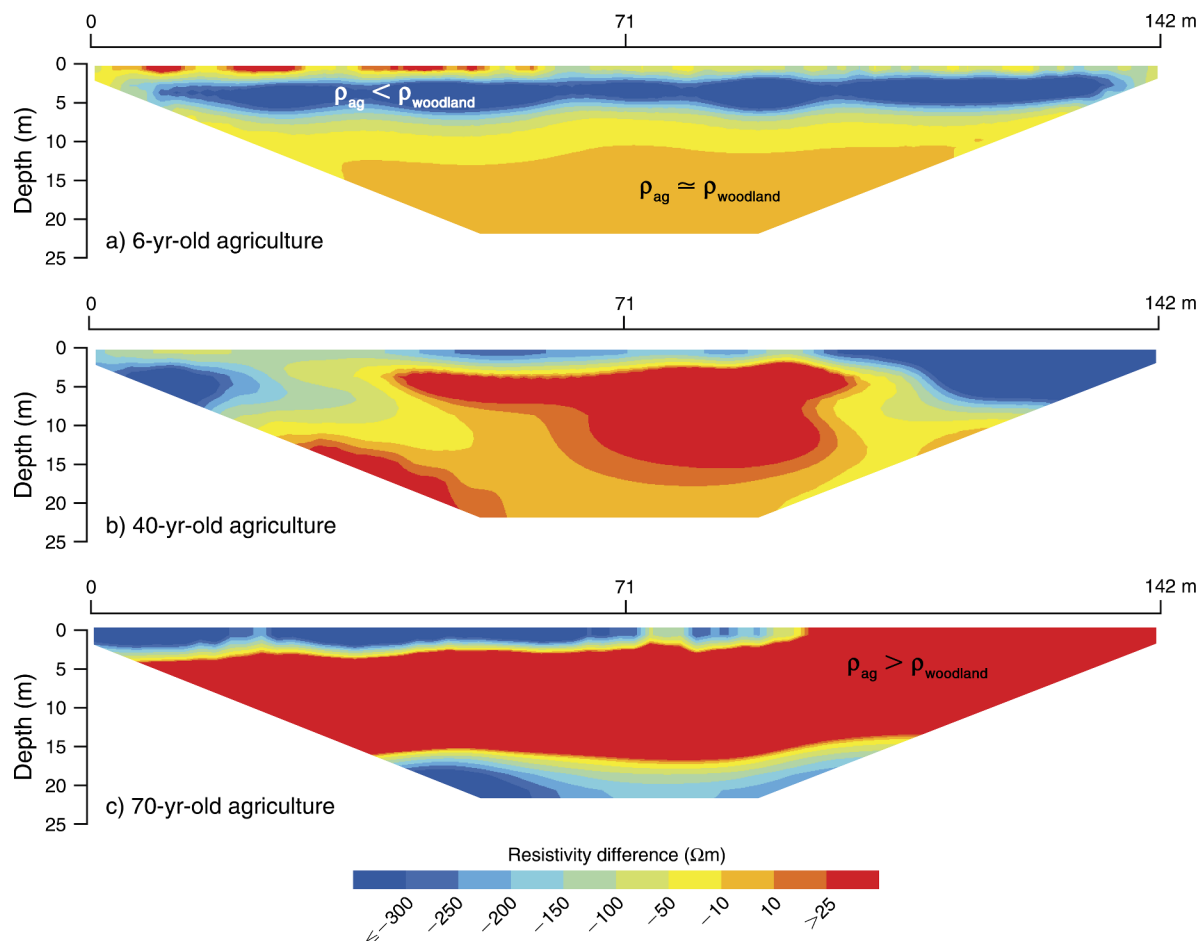 0 71 142 m
0
5
10
15
20
25
Depth (m)
ρag < ρwoodland
ρag ≃ ρwoodland
a) 6-yr-old agriculture
0 71 142 m
0
5
10
15
20
25
Depth (m)
b) 40-yr-old agriculture
0 71 142 m
0
5
10
15
20
25
Depth (m)
ρag > ρwoodland
c) 70-yr-old agriculture
Resistivity difference (Ωm)
≤−300 −250 −200 −150 −100 −50 −10 10 >25